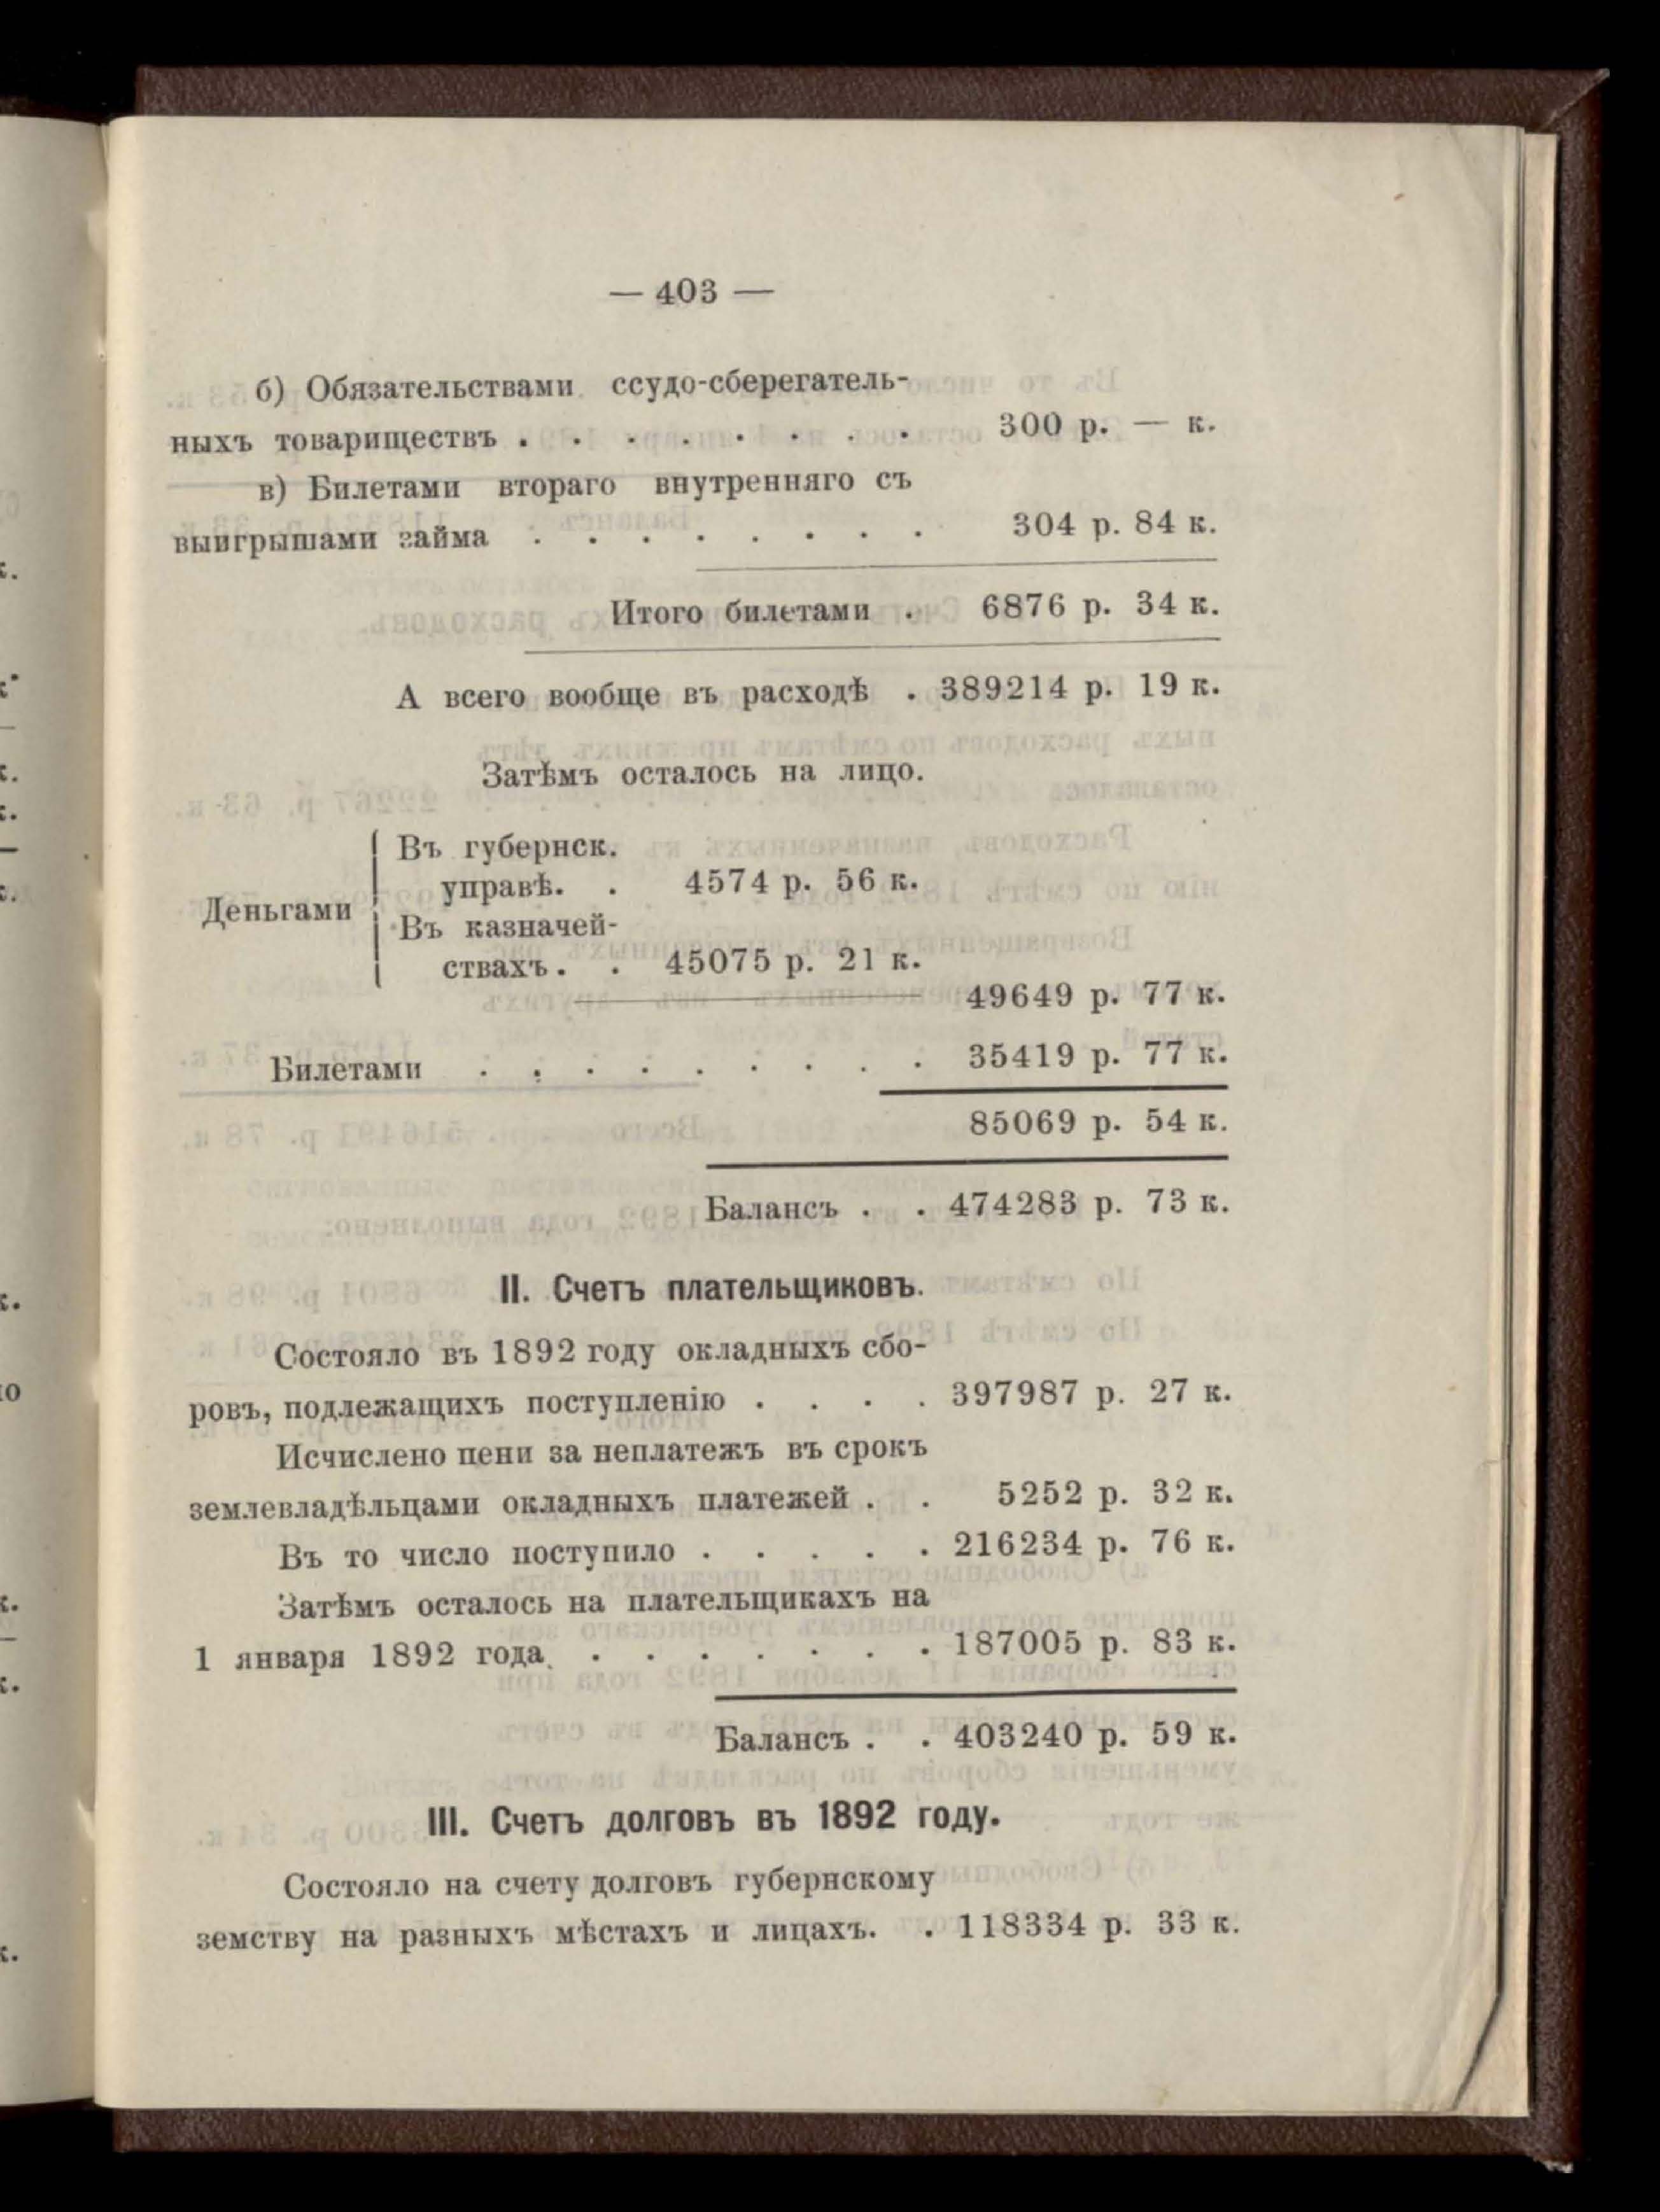 — 403 —
б) Обязательствами ссудо-сберегатель-
ныхъ товариществъ . . . . . . . . 300 р. — к.
в) Билетами втораго внутренняго съ
выигрышами займа . . . . . . . . 304 р. 84 к.
Итого билетами . 6876 р. 34 к.
А всего вообще въ расходѣ . 389214 р. 19 к.
Затѣмъ осталось на лицо.
Въ губернск.
управѣ. . 4574 р. 56 к.
Деньгами
Въ казначей-
ствахъ. . 45075 р. 21 к.
49649 р. 77 к.
Билетами . . . . . . . . . 35419 р. 77 к.
85069 р. 54 к.
Балансъ . . 474283 р. 73 к.
II. Счетъ плательщиковъ.
Состояло въ 1892 году окладныхъ сбо-
ровъ, подлежащихъ поступленію . . . . 397987 р. 27 к.
Исчислено пени за неплатежъ въ срокъ
землевладѣльцами окладныхъ платежей . . 5252 р. 32 к.
Въ то число поступило . . . . . 216234 р. 76 к.
Затѣмъ осталось на плательщикахъ на
1 января 1892 года . . . . . . . 187005 р. 83 к.
Балансъ . . 403240 р. 59 к.
III. Счетъ долговъ въ 1892 году.
Состояло на счету долговъ губернскому
земству на разныхъ мѣстахъ и лицахъ. . 118334 р. 33 к.